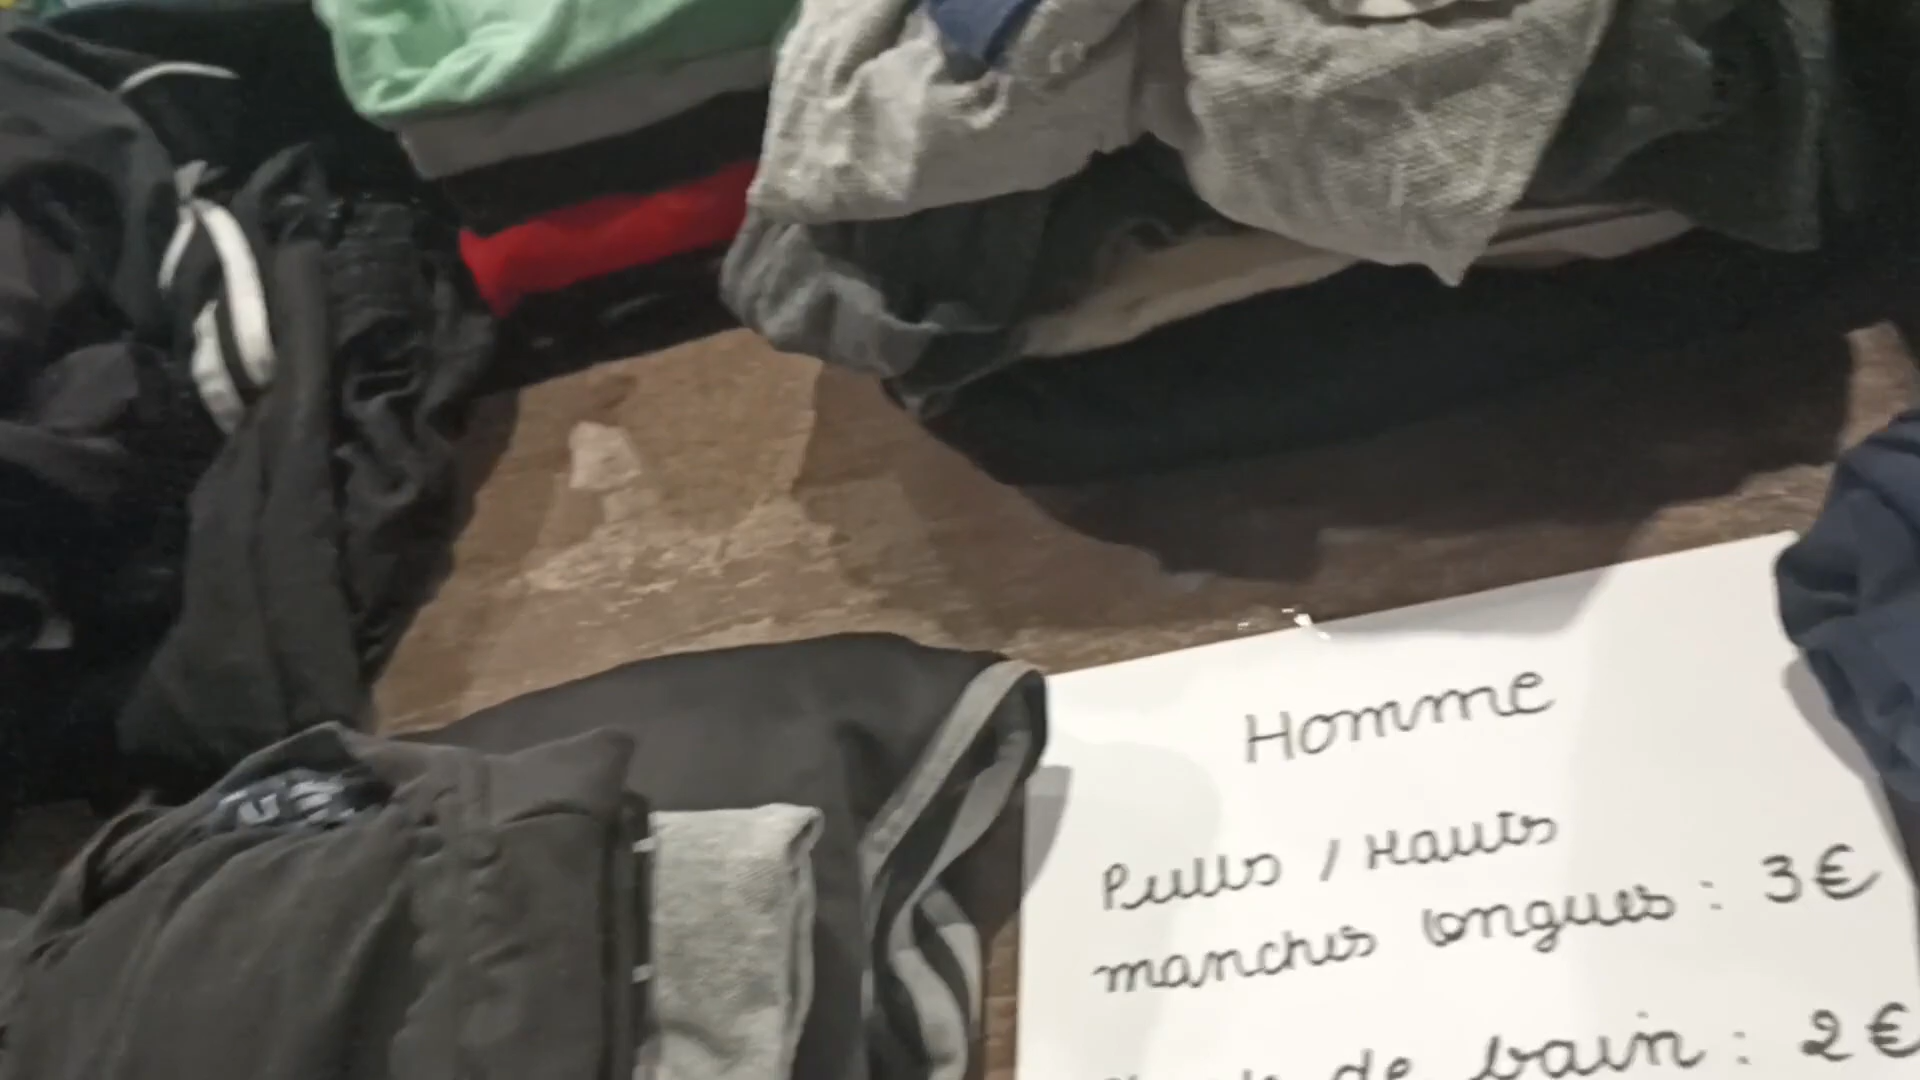 Homme
Pulls / Hauts
manches longues : 3€
de bain : 2€